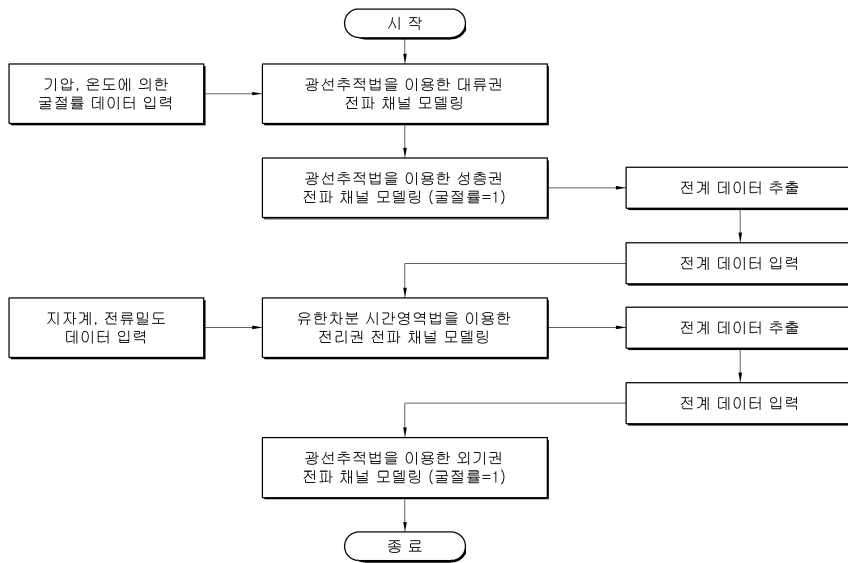 시 작
기압, 온도에 의한
굴절률 데이터 입력
광선추적법을 이용한 대류권
전파 채널 모델링
광선추적법을 이용한 성층권
전파 채널 모델링 (굴절률=1)
전계 데이터 추출
전계 데이터 입력
지자계, 전류밀도
데이터 입력
유한차분 시간영역법을 이용한
전리권 전파 채널 모델링
전계 데이터 추출
전계 데이터 입력
광선추적법을 이용한 외기권
전파 채널 모델링 (굴절률=1)
종 료